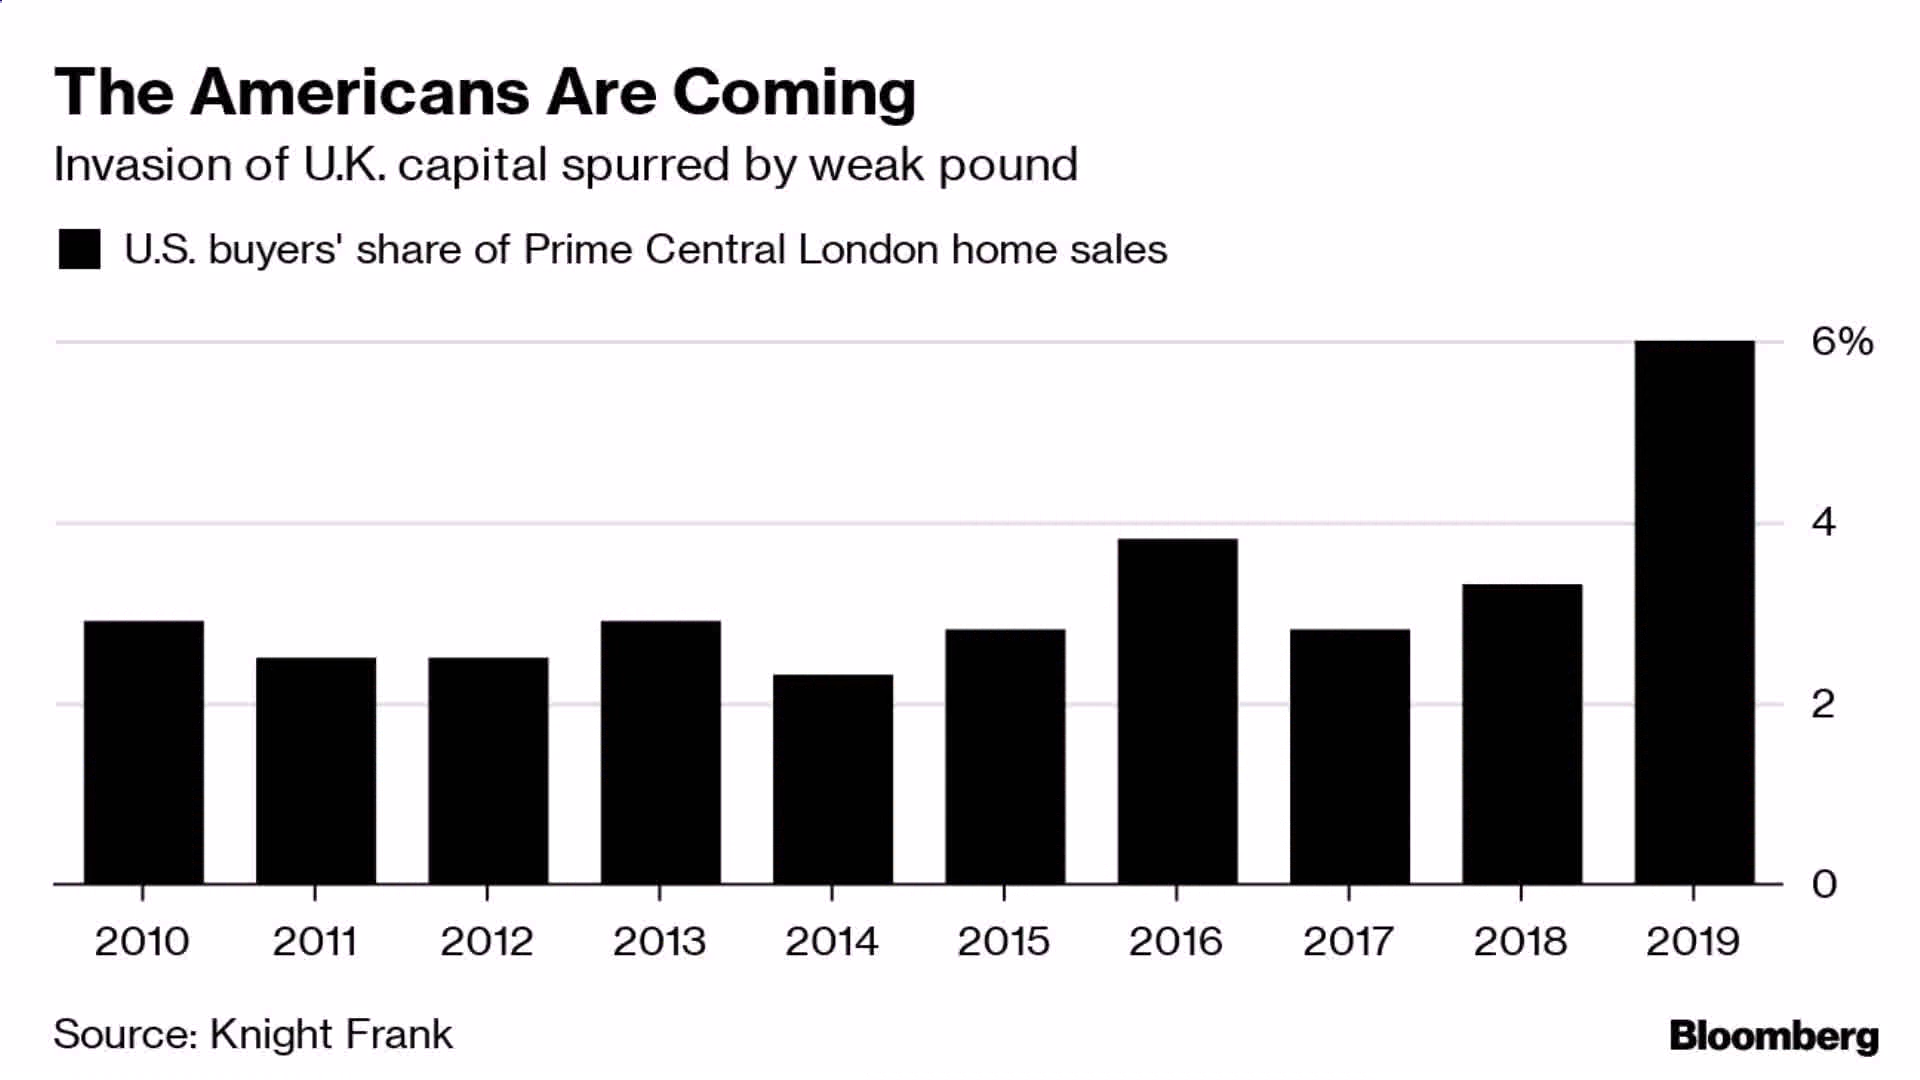 The Americans Are Coming
Invasion of U.K. capital spurred by weak pound
U.S. buyers' share of Prime Central London home sales
6%
4
2
0
2010 2011 2012 2013 2014 2015 2016 2017 2018 2019
Source: Knight Frank
Bloomberg